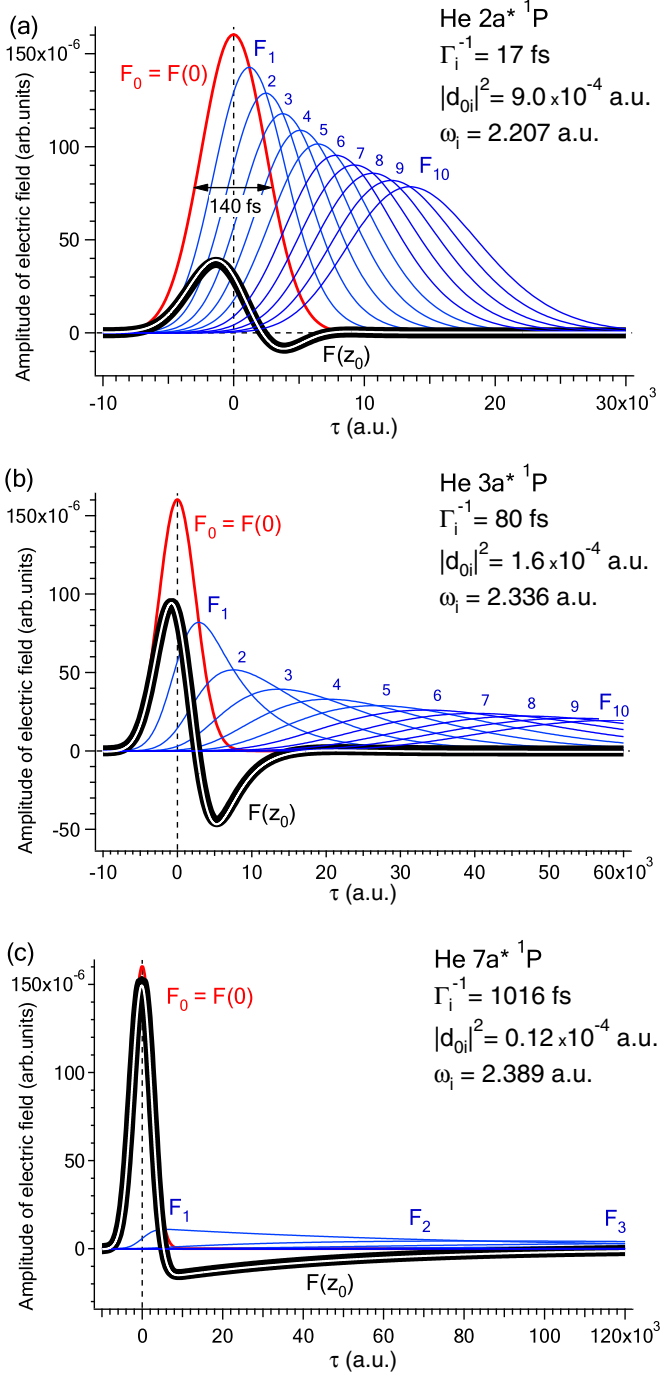 (a)
He 2a* ¹P
Γᵢ⁻¹ = 17 fs
|d₀ᵢ|² = 9.0 ×10⁻⁴ a.u.
ωᵢ = 2.207 a.u.
Amplitude of electric field (arb.units)
150x10⁻⁶
100
50
0
F₀ = F(0)
F₁
2
3
4
5
6
7
8
9
F₁₀
140 fs
F(z₀)
-10
0
10
20
30x10³
τ (a.u.)
(b)
He 3a* ¹P
Γᵢ⁻¹ = 80 fs
|d₀ᵢ|² = 1.6 ×10⁻⁴ a.u.
ωᵢ = 2.336 a.u.
Amplitude of electric field (arb.units)
150x10⁻⁶
100
50
0
-50
F₀ = F(0)
F₁
2
3
4
5
6
7
8
9
F₁₀
F(z₀)
-10
0
10
20
30
40
50
60x10³
τ (a.u.)
(c)
He 7a* ¹P
Γᵢ⁻¹ = 1016 fs
|d₀ᵢ|² = 0.12 ×10⁻⁴ a.u.
ωᵢ = 2.389 a.u.
Amplitude of electric field (arb.units)
150x10⁻⁶
100
50
0
F₀ = F(0)
F₁
F₂
F₃
F(z₀)
0
20
40
60
80
100
120x10³
τ (a.u.)